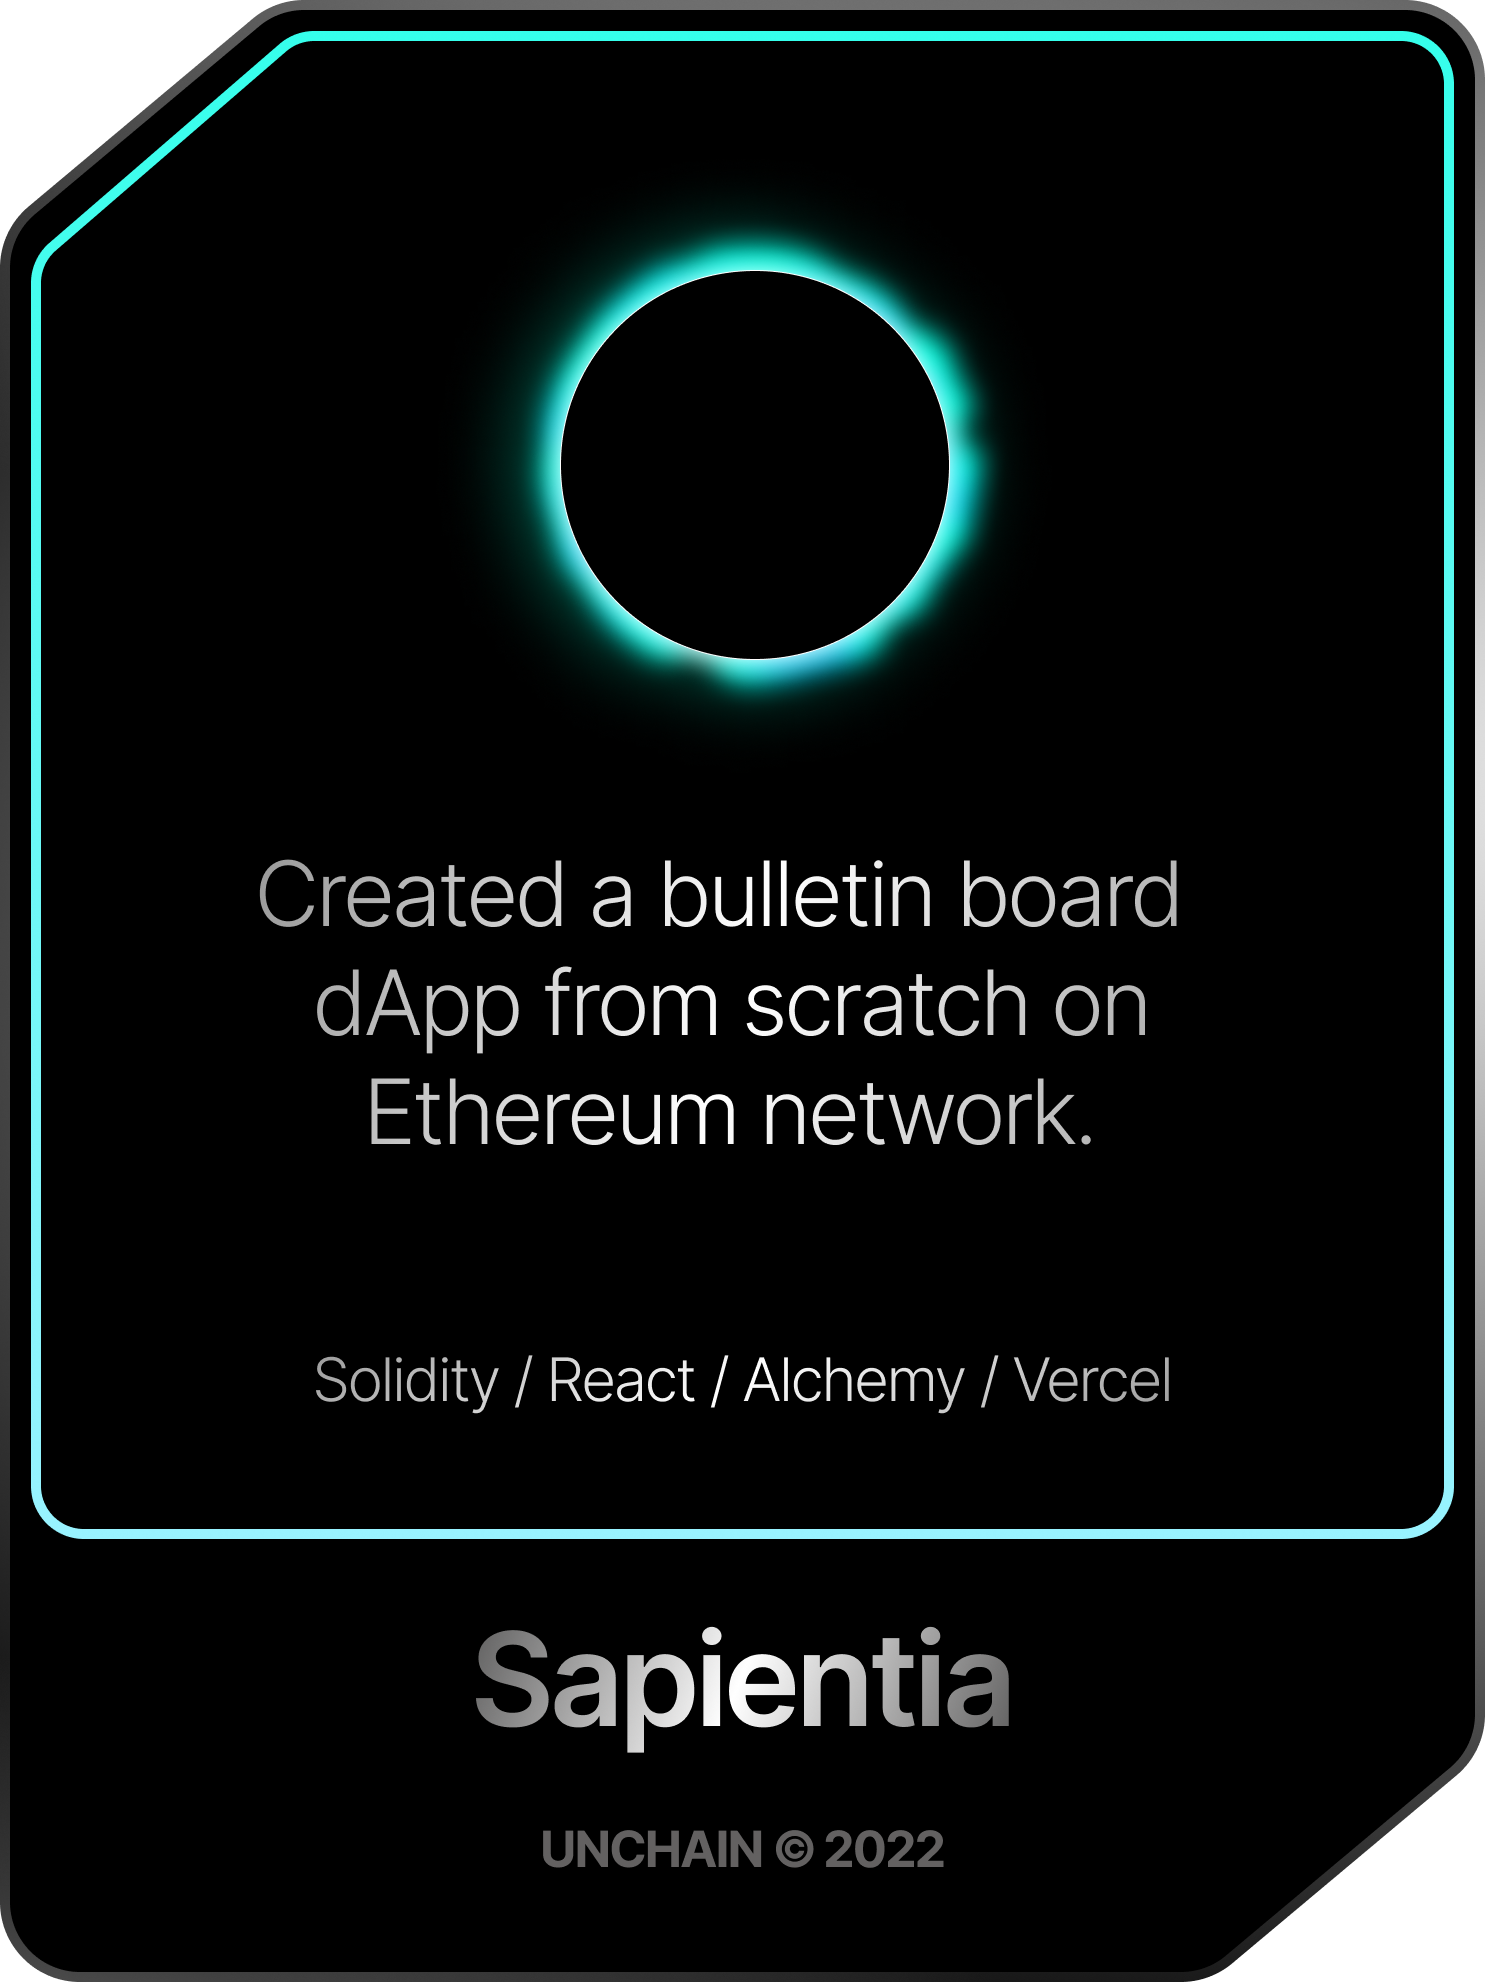 Created a bulletin board
dApp from scratch on
Ethereum network.
Solidity / React / Alchemy / Vercel
Sapientia
UNCHAIN © 2022